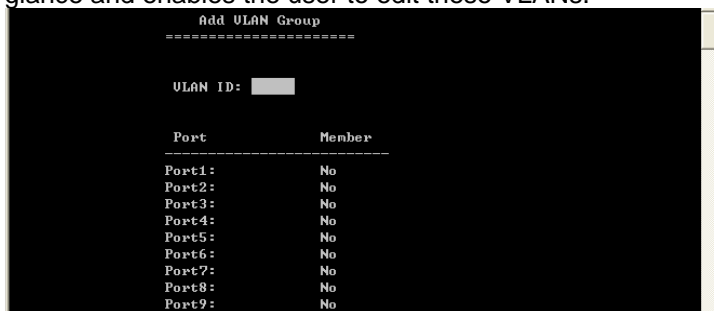 glance and enables the user to edit these VLANs.
Add VLAN Group
======================
VLAN ID:
Port Member
--------------------------
Port1: No
Port2: No
Port3: No
Port4: No
Port5: No
Port6: No
Port7: No
Port8: No
Port9: No